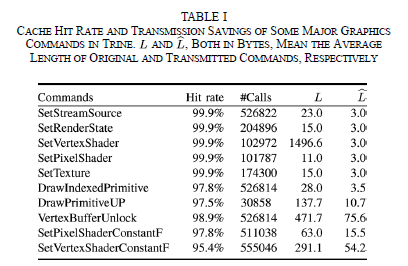 TABLE I
CACHE HIT RATE AND TRANSMISSION SAVINGS OF SOME MAJOR GRAPHICS
COMMANDS IN TRINE. L AND L̂, BOTH IN BYTES, MEAN THE AVERAGE
LENGTH OF ORIGINAL AND TRANSMITTED COMMANDS, RESPECTIVELY
Commands Hit rate #Calls L L̂
SetStreamSource 99.9% 526822 23.0 3.0
SetRenderState 99.9% 204896 15.0 3.0
SetVertexShader 99.9% 102972 1496.6 3.0
SetPixelShader 99.9% 101787 11.0 3.0
SetTexture 99.9% 174300 15.0 3.0
DrawIndexedPrimitive 97.8% 526814 28.0 3.5
DrawPrimitiveUP 97.5% 30858 137.7 10.7
VertexBufferUnlock 98.9% 526814 471.7 75.6
SetPixelShaderConstantF 97.8% 511038 63.0 15.5
SetVertexShaderConstantF 95.4% 555046 291.1 54.2